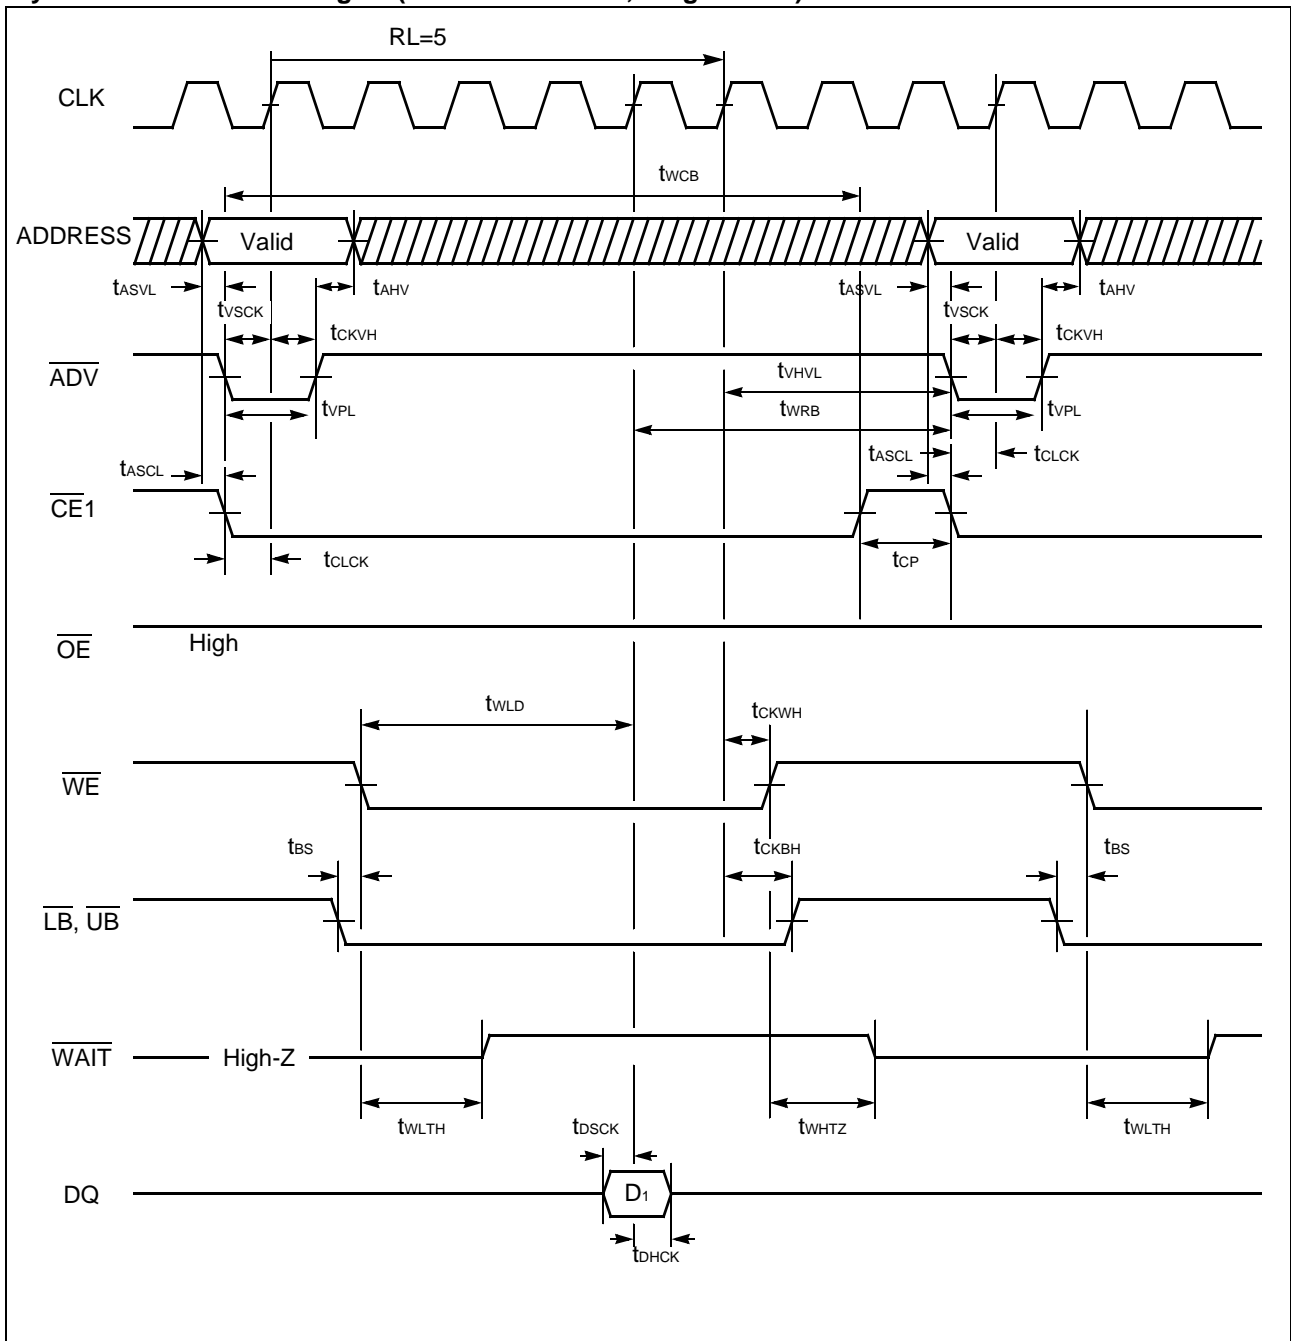 RL=5
CLK
tWCB
ADDRESS Valid Valid
tASVL tAHV tASVL tAHV
tVSCK tVSCK
tCKVH tCKVH
ADV
tVHVL
tVPL tWRB tVPL
tASCL tASCL tCLCK
CE1
tCLCK tCP
OE High
tWLD tCKWH
WE
tBS tCKBH tBS
LB, UB
WAIT High-Z
tWLTH tDSCK tWHTZ tWLTH
DQ D1
tDHCK